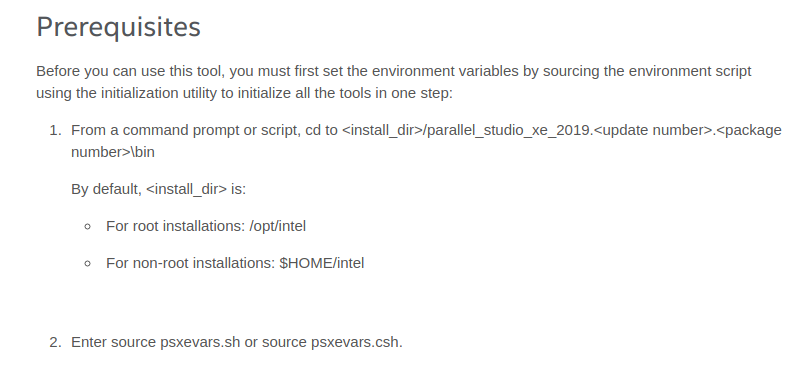 Prerequisites
Before you can use this tool, you must first set the environment variables by sourcing the environment script
using the initialization utility to initialize all the tools in one step:
1. From a command prompt or script, cd to <install_dir>/parallel_studio_xe_2019.<update number>.<package
number>\bin
By default, <install_dir> is:
◦ For root installations: /opt/intel
◦ For non-root installations: $HOME/intel
2. Enter source psxevars.sh or source psxevars.csh.